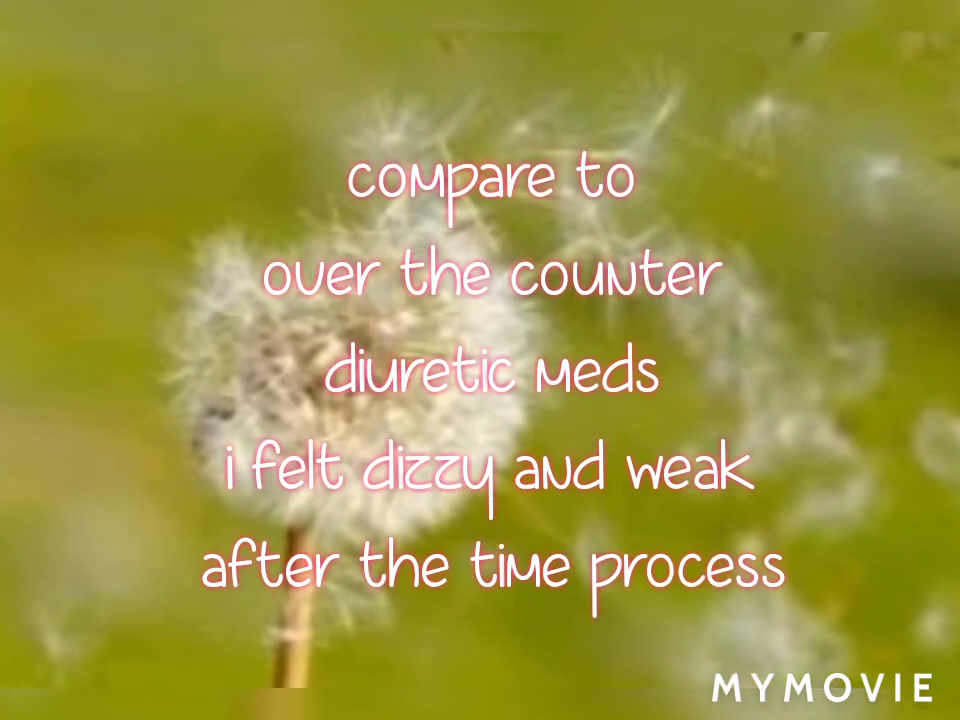 compare to
over the counter
diuretic meds
i felt dizzy and weak
after the time process
MYMOVIE